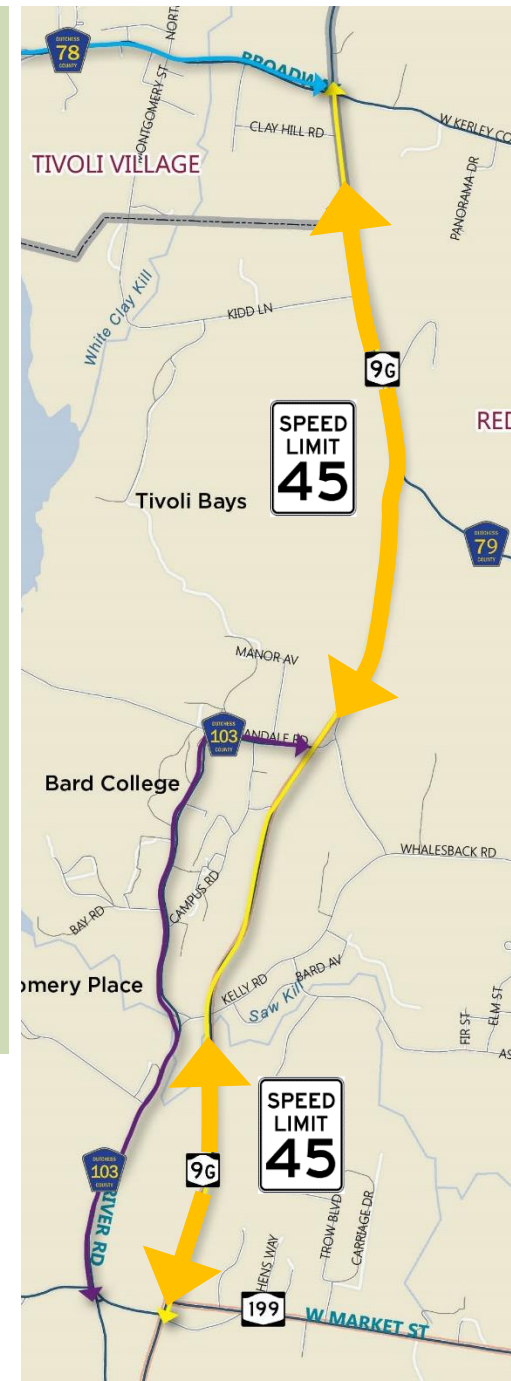 DUTCHESS
78
COUNTY
MONTGOMERY ST
CLAY HILL RD
W KERLEY CO
PANORAMA DR
TIVOLI VILLAGE
White Clay Kill
KIDD LN
9G
RED
SPEED
LIMIT
45
Tivoli Bays
DUTCHESS
79
COUNTY
MANOR AV
DUTCHESS
103
COUNTY
ANDALE RD
Bard College
WHALESBACK RD
CAMPUS RD
BAY RD
omery Place
KELLY RD
BARD AV
Saw Kill
FIR ST
ELM ST
AS
SPEED
LIMIT
45
DUTCHESS
103
COUNTY
9G
RIVER RD
HENS WAY
TROW BLVD
CARRIAGE DR
199
W MARKET ST